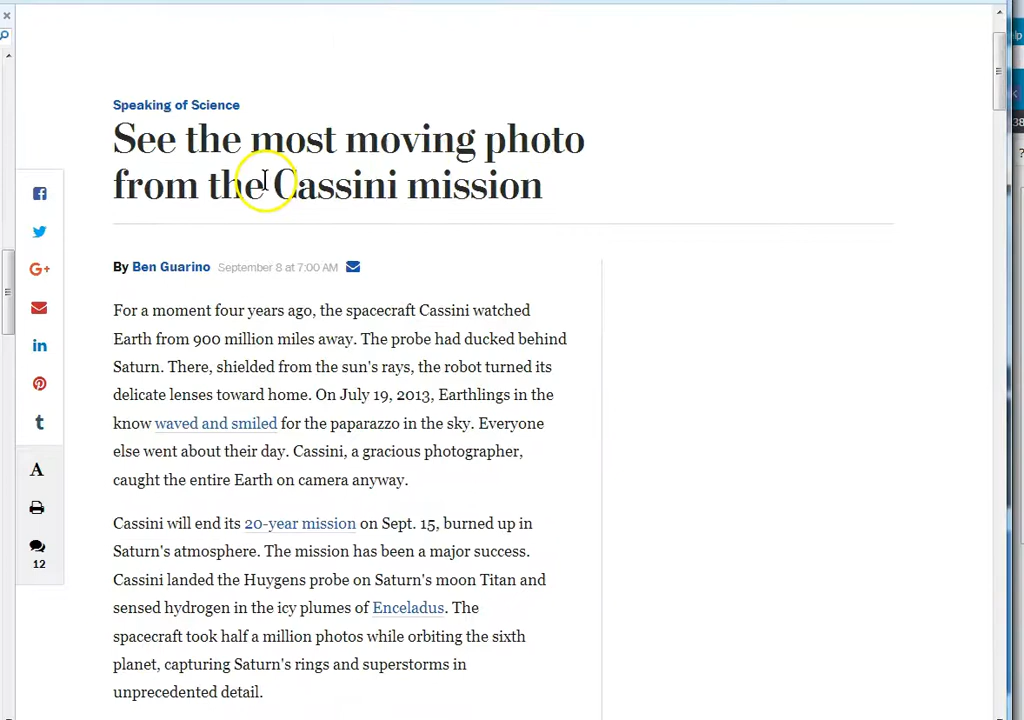 Speaking of Science
See the most moving photo
from the Cassini mission
By Ben Guarino September 8 at 7:00 AM
For a moment four years ago, the spacecraft Cassini watched
Earth from 900 million miles away. The probe had ducked behind
Saturn. There, shielded from the sun's rays, the robot turned its
delicate lenses toward home. On July 19, 2013, Earthlings in the
know waved and smiled for the paparazzo in the sky. Everyone
else went about their day. Cassini, a gracious photographer,
caught the entire Earth on camera anyway.
Cassini will end its 20-year mission on Sept. 15, burned up in
Saturn's atmosphere. The mission has been a major success.
Cassini landed the Huygens probe on Saturn's moon Titan and
sensed hydrogen in the icy plumes of Enceladus. The
spacecraft took half a million photos while orbiting the sixth
planet, capturing Saturn's rings and superstorms in
unprecedented detail.
G+
in
t
A
12